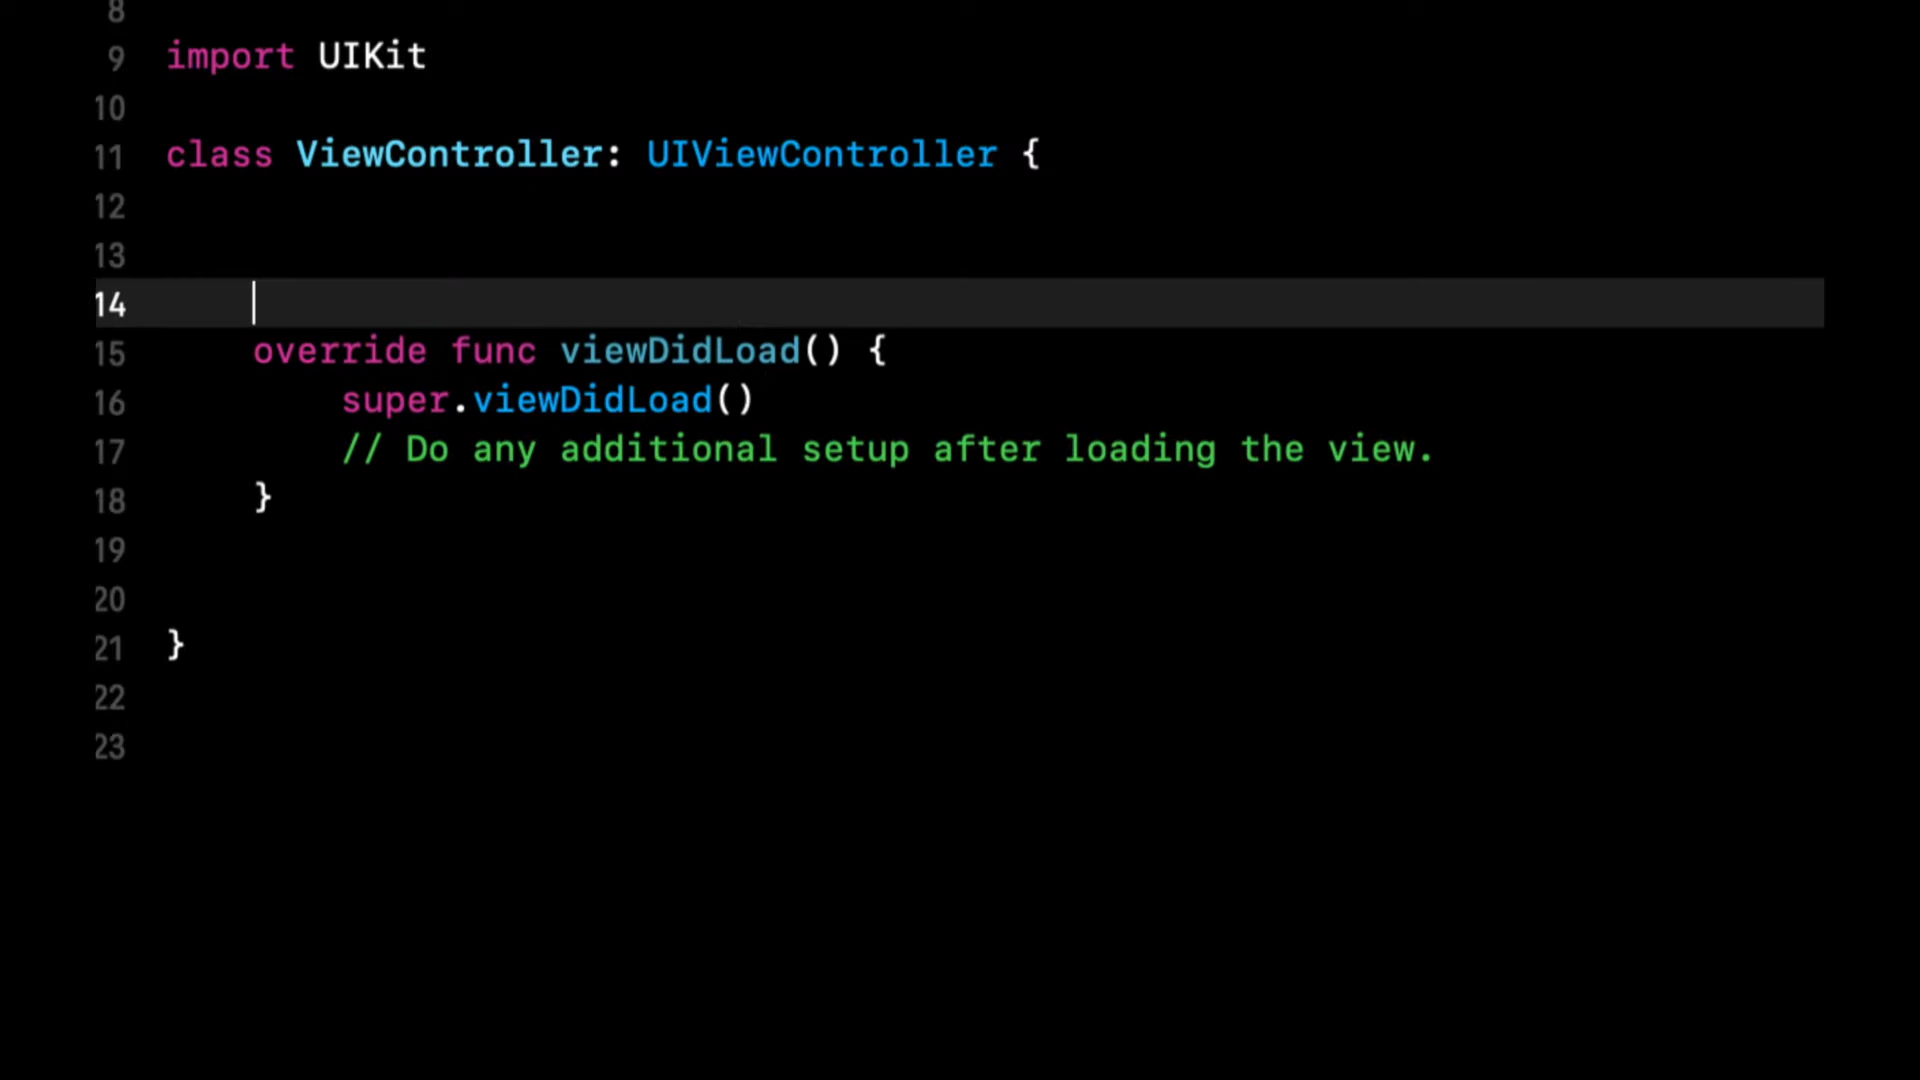 8
9 import UIKit
10
11 class ViewController: UIViewController {
12
13
14
15     override func viewDidLoad() {
16         super.viewDidLoad()
17         // Do any additional setup after loading the view.
18     }
19
20
21 }
22
23